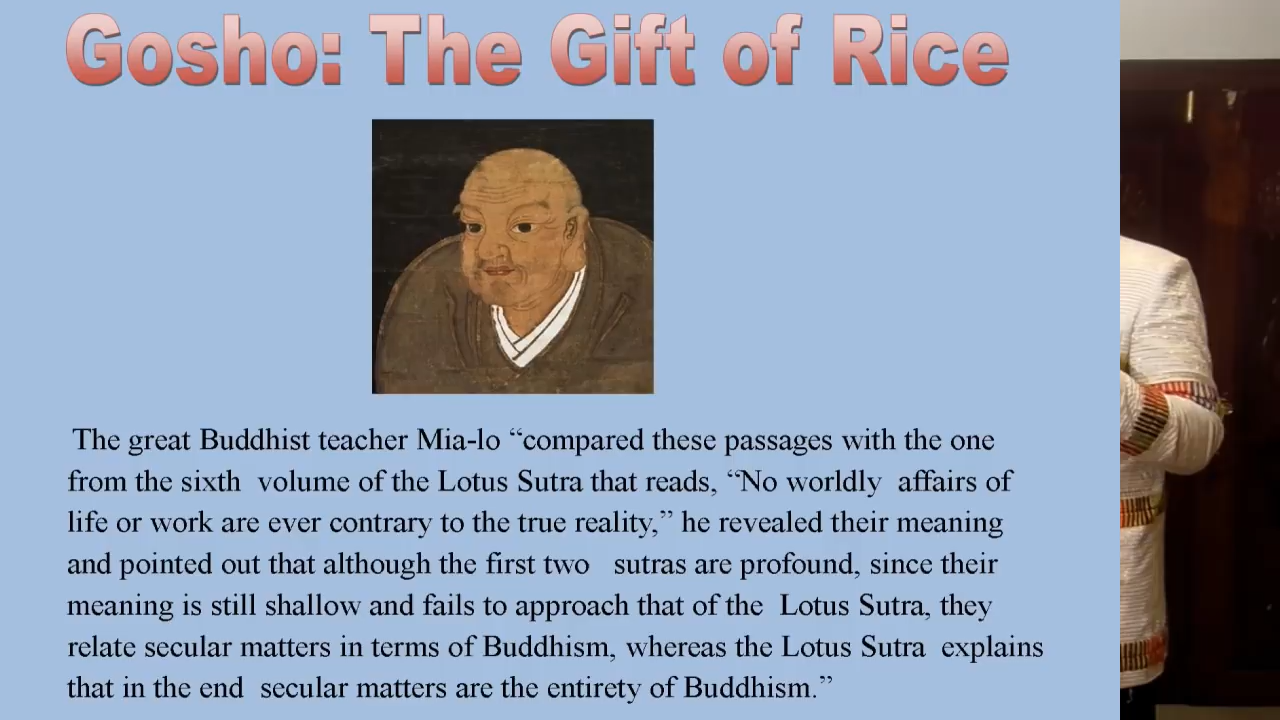 Gosho: The Gift of Rice
The great Buddhist teacher Mia-lo “compared these passages with the one
from the sixth volume of the Lotus Sutra that reads, “No worldly affairs of
life or work are ever contrary to the true reality,” he revealed their meaning
and pointed out that although the first two sutras are profound, since their
meaning is still shallow and fails to approach that of the Lotus Sutra, they
relate secular matters in terms of Buddhism, whereas the Lotus Sutra explains
that in the end secular matters are the entirety of Buddhism.”